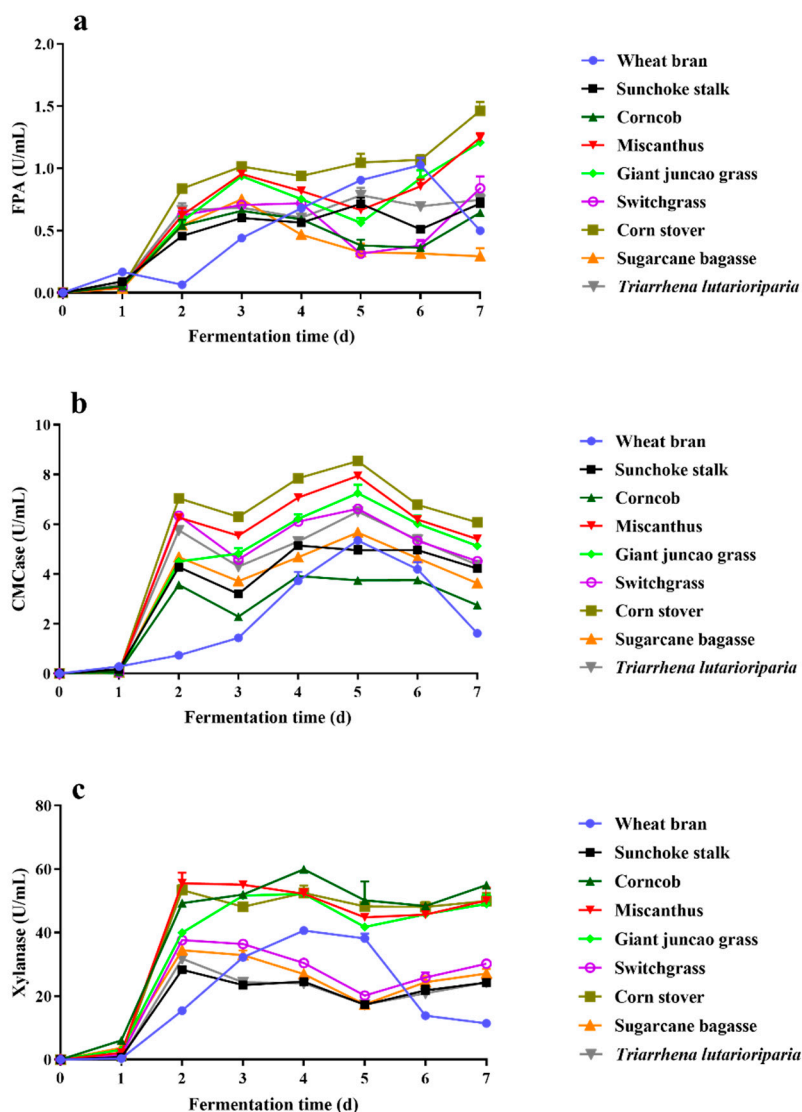 a
2.0
1.5
1.0
0.5
0.0
FPA (U/mL)
0 1 2 3 4 5 6 7
Fermentation time (d)
Wheat bran
Sunchoke stalk
Corncob
Miscanthus
Giant juncao grass
Switchgrass
Corn stover
Sugarcane bagasse
Triarrhena lutarioriparia
b
10
8
6
4
2
0
CMCase (U/mL)
0 1 2 3 4 5 6 7
Fermentation time (d)
Wheat bran
Sunchoke stalk
Corncob
Miscanthus
Giant juncao grass
Switchgrass
Corn stover
Sugarcane bagasse
Triarrhena lutarioriparia
c
80
60
40
20
0
Xylanase (U/mL)
0 1 2 3 4 5 6 7
Fermentation time (d)
Wheat bran
Sunchoke stalk
Corncob
Miscanthus
Giant juncao grass
Switchgrass
Corn stover
Sugarcane bagasse
Triarrhena lutarioriparia